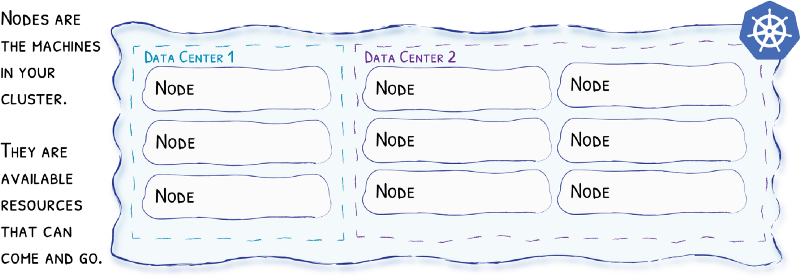 Nodes are
the machines
in your
cluster.
They are
available
resources
that can
come and go.
Data Center 1
Node
Node
Node
Data Center 2
Node
Node
Node
Node
Node
Node